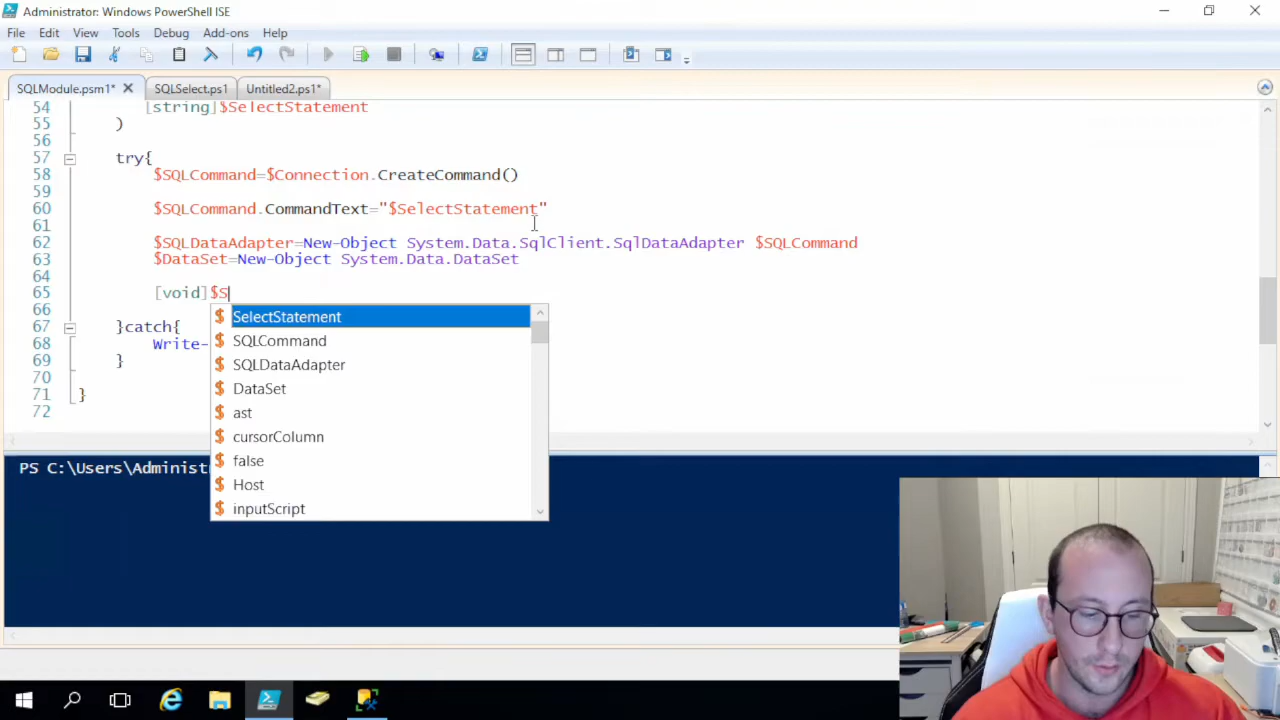 Administrator: Windows PowerShell ISE
File Edit View Tools Debug Add-ons Help
SQLModule.psm1* SQLSelect.ps1 Untitled2.ps1*
54 [string]$SelectStatement
55 )
56
57 try{
58 $SQLCommand=$Connection.CreateCommand()
59
60 $SQLCommand.CommandText="$SelectStatement"
61
62 $SQLDataAdapter=New-Object System.Data.SqlClient.SqlDataAdapter $SQLCommand
63 $DataSet=New-Object System.Data.DataSet
64
65 [void]$S
66 SelectStatement
67 }catch{ SQLCommand
68 Write- SQLDataAdapter
69 }
DataSet
70 ast
71 }
72 cursorColumn
false
PS C:\Users\Administ
Host
inputScript